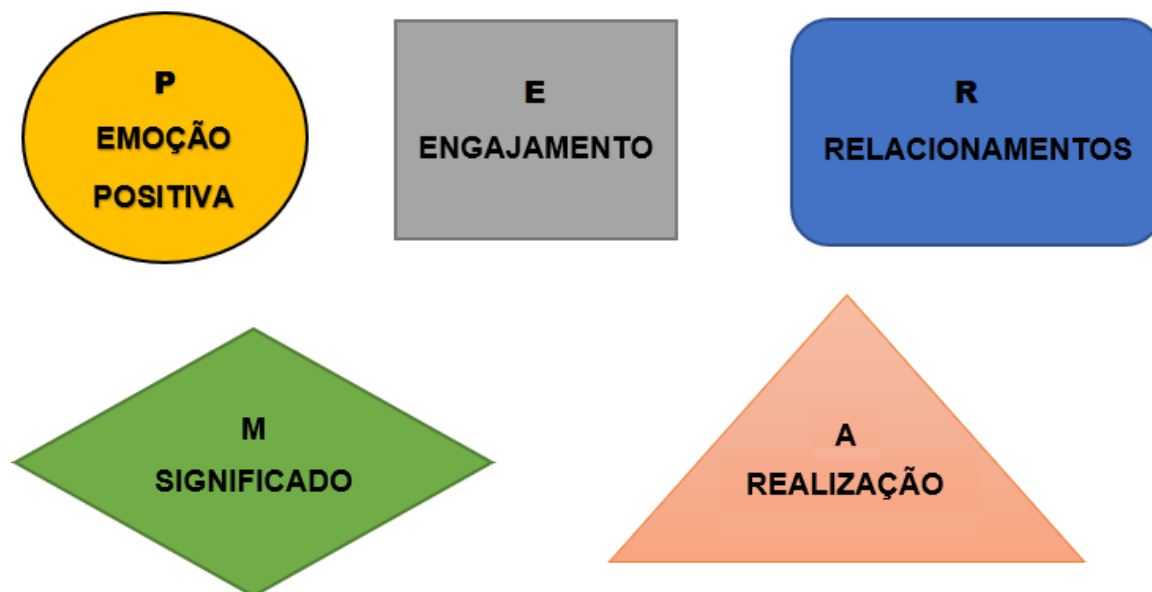 P
EMOÇÃO
POSITIVA
E
ENGAJAMENTO
R
RELACIONAMENTOS
M
SIGNIFICADO
A
REALIZAÇÃO